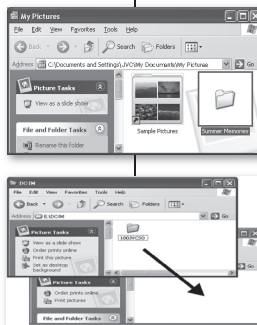 My Pictures
File Edit View Favorites Tools Help
Back Search Folders
Address C:\Documents and Settings\JVC\My Documents\My Pictures Go
Picture Tasks
View as a slide show
File and Folder Tasks
Rename this folder
Sample Pictures
Summer Memories
DCIM
File Edit View Favorites Tools Help
Back Search Folders
Address E:\DCIM Go
Picture Tasks
View as a slide show
Order prints online
Print this picture
Set as desktop
background
100JVCSO
Picture Tasks
Order prints online
Print pictures
File and Folder Tasks